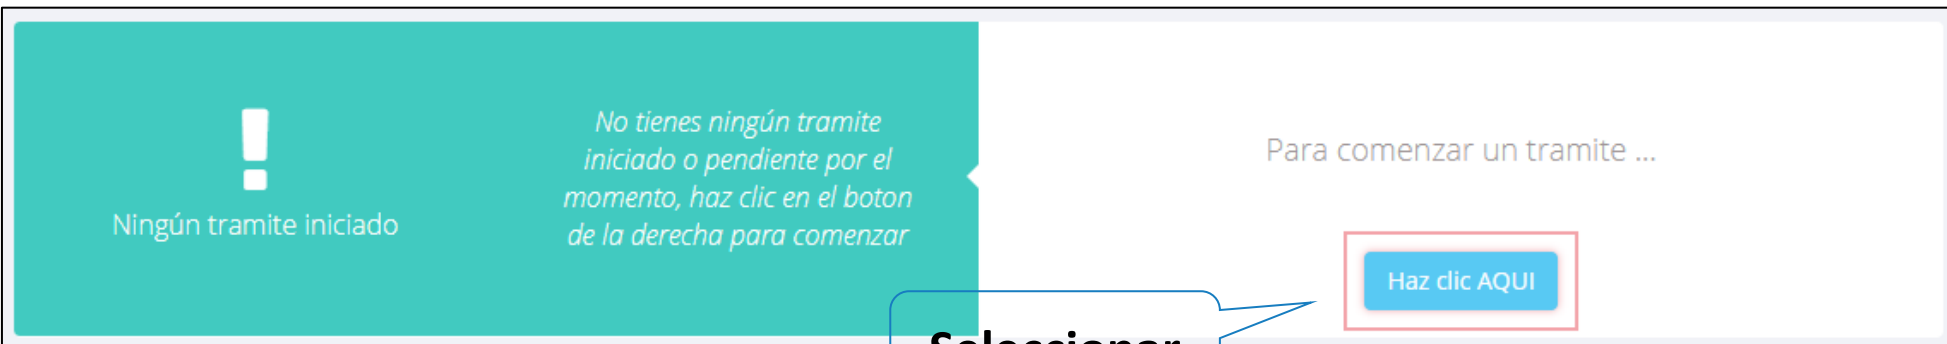 Ningún tramite iniciado
No tienes ningún tramite
iniciado o pendiente por el
momento, haz clic en el boton
de la derecha para comenzar
Para comenzar un tramite ...
Haz clic AQUI
Seleccionar